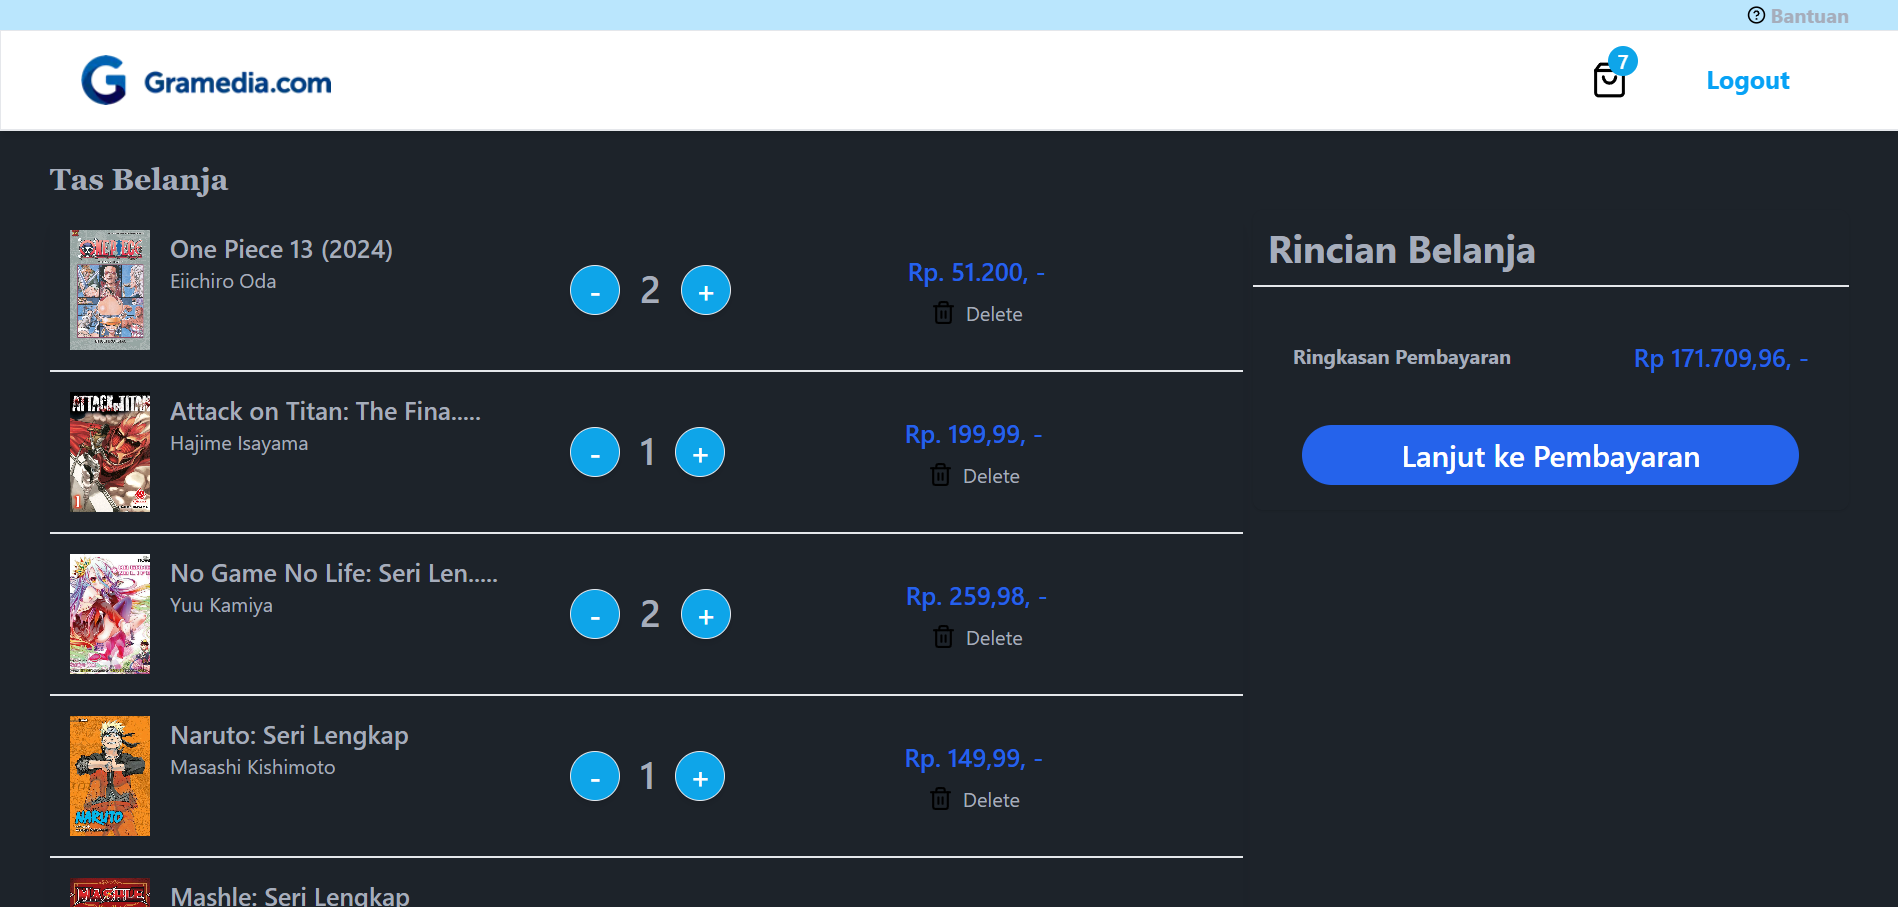 Bantuan
Gramedia.com
7
Logout
Tas Belanja
One Piece 13 (2024)
Eiichiro Oda
- 2 +
Rp. 51.200, -
Delete
ATTACK ON TITAN
1
Attack on Titan: The Fina.....
Hajime Isayama
- 1 +
Rp. 199,99, -
Delete
No Game No Life: Seri Len.....
Yuu Kamiya
- 2 +
Rp. 259,98, -
Delete
NARUTO
Naruto: Seri Lengkap
Masashi Kishimoto
- 1 +
Rp. 149,99, -
Delete
MASHLE
Mashle: Seri Lengkap
Rincian Belanja
Ringkasan Pembayaran
Rp 171.709,96, -
Lanjut ke Pembayaran